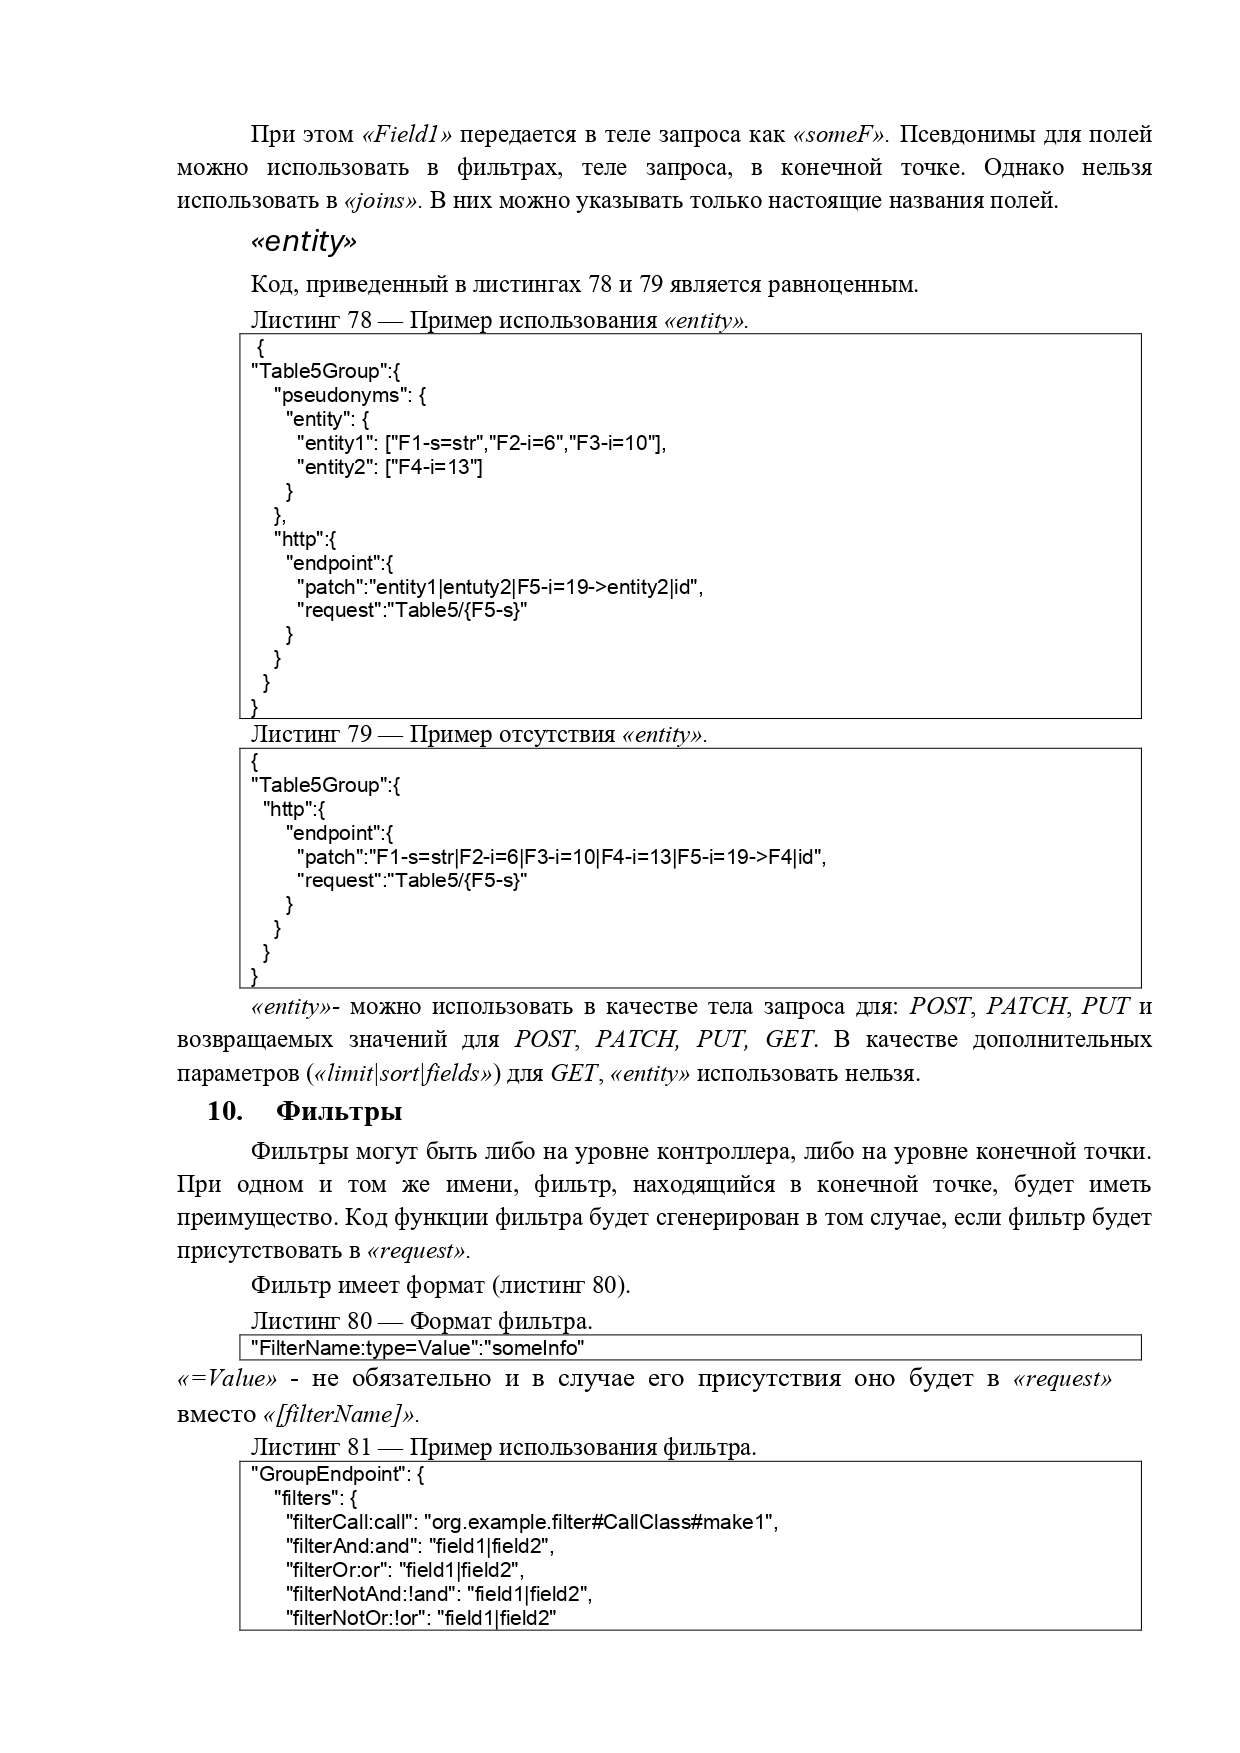 При этом «Field1» передается в теле запроса как «someF». Псевдонимы для полей
можно использовать в фильтрах, теле запроса, в конечной точке. Однако нельзя
использовать в «joins». В них можно указывать только настоящие названия полей.
«entity»
Код, приведенный в листингах 78 и 79 является равноценным.
Листинг 78 — Пример использования «entity».
{
"Table5Group":{
"pseudonyms": {
"entity": {
"entity1": ["F1-s=str","F2-i=6","F3-i=10"],
"entity2": ["F4-i=13"]
}
},
"http":{
"endpoint":{
"patch":"entity1|entuty2|F5-i=19->entity2|id",
"request":"Table5/{F5-s}"
}
}
}
}
Листинг 79 — Пример отсутствия «entity».
{
"Table5Group":{
"http":{
"endpoint":{
"patch":"F1-s=str|F2-i=6|F3-i=10|F4-i=13|F5-i=19->F4|id",
"request":"Table5/{F5-s}"
}
}
}
}
«entity»- можно использовать в качестве тела запроса для: POST, PATCH, PUT и
возвращаемых значений для POST, PATCH, PUT, GET. В качестве дополнительных
параметров («limit|sort|fields») для GET, «entity» использовать нельзя.
10. Фильтры
Фильтры могут быть либо на уровне контроллера, либо на уровне конечной точки.
При одном и том же имени, фильтр, находящийся в конечной точке, будет иметь
преимущество. Код функции фильтра будет сгенерирован в том случае, если фильтр будет
присутствовать в «request».
Фильтр имеет формат (листинг 80).
Листинг 80 — Формат фильтра.
"FilterName:type=Value":"someInfo"
«=Value» - не обязательно и в случае его присутствия оно будет в «request»
вместо «[filterName]».
Листинг 81 — Пример использования фильтра.
"GroupEndpoint": {
"filters": {
"filterCall:call": "org.example.filter#CallClass#make1",
"filterAnd:and": "field1|field2",
"filterOr:or": "field1|field2",
"filterNotAnd:!and": "field1|field2",
"filterNotOr:!or": "field1|field2"